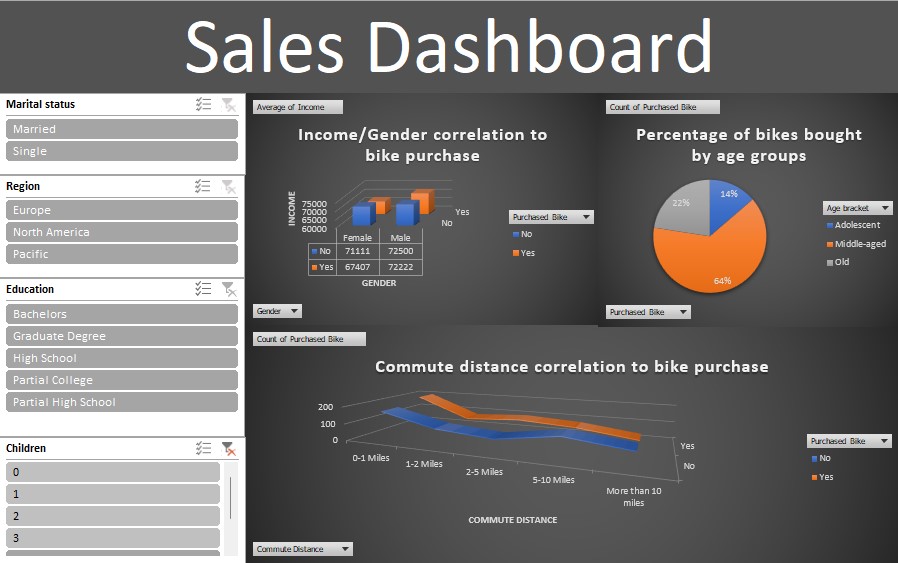 Sales Dashboard
Marital status
Married
Single
Region
Europe
North America
Pacific
Education
Bachelors
Graduate Degree
High School
Partial College
Partial High School
Children
0
1
2
3
Average of Income
Income/Gender correlation to
bike purchase
INCOME
75000
70000
65000
60000
Yes
No
Female Male
No 71111 72500
Yes 67407 72222
GENDER
Purchased Bike
No
Yes
Gender
Count of Purchased Bike
Percentage of bikes bought
by age groups
14%
22%
64%
Age bracket
Adolescent
Middle-aged
Old
Purchased Bike
Count of Purchased Bike
Commute distance correlation to bike purchase
200
100
0
0-1 Miles
1-2 Miles
2-5 Miles
5-10 Miles
More than 10
miles
Yes
No
COMMUTE DISTANCE
Purchased Bike
No
Yes
Commute Distance